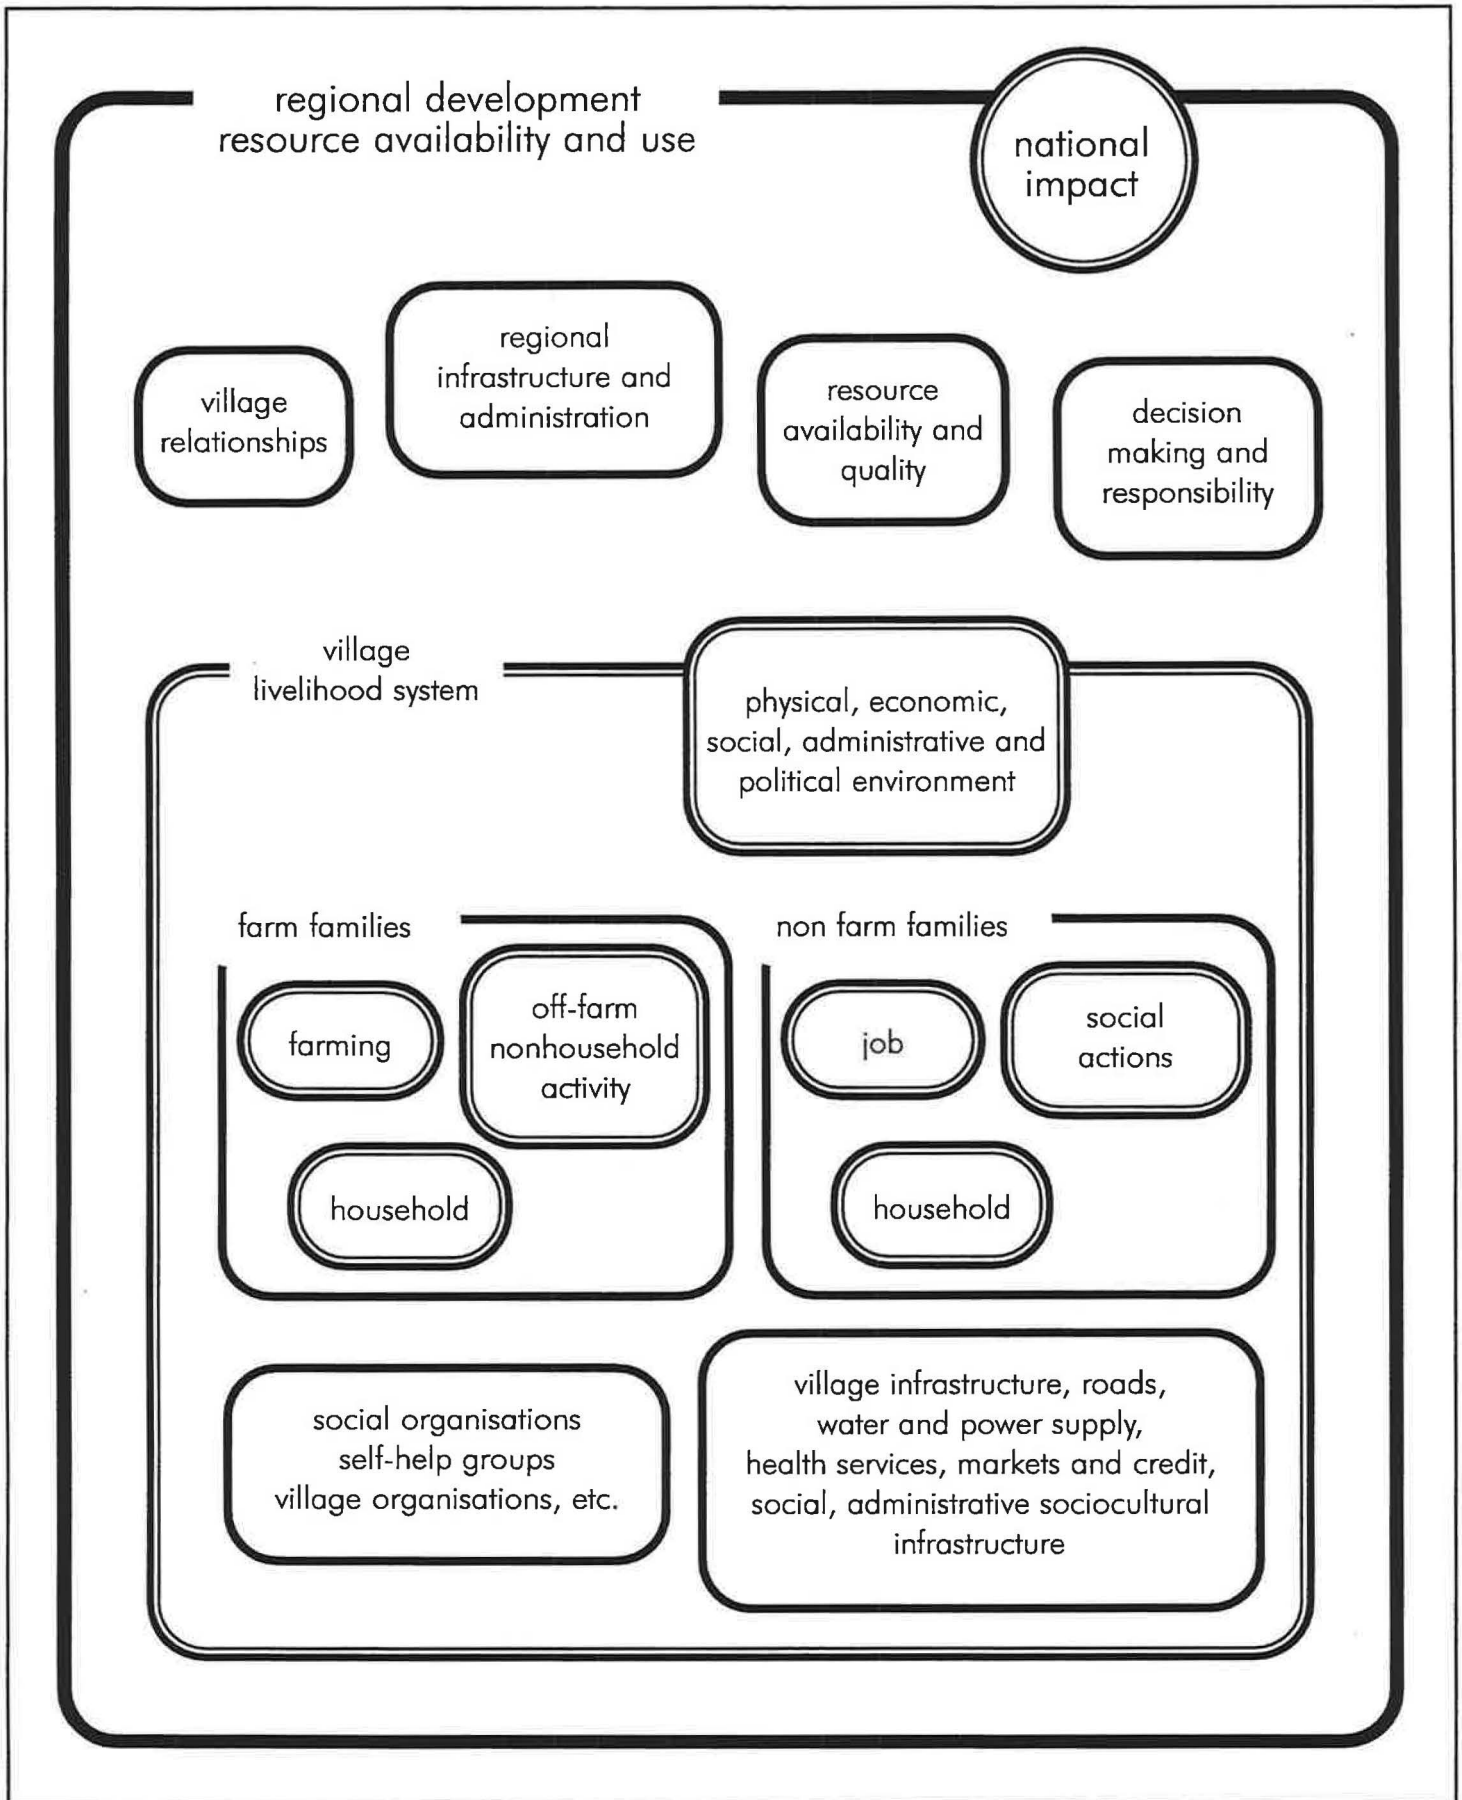 regional development
resource availability and use
national
impact
village
relationships
regional
infrastructure and
administration
resource
availability and
quality
decision
making and
responsibility
village
livelihood system
physical, economic,
social, administrative and
political environment
farm families
farming
off-farm
nonhousehold
activity
household
non farm families
job
social
actions
household
social organisations
self-help groups
village organisations, etc.
village infrastructure, roads,
water and power supply,
health services, markets and credit,
social, administrative sociocultural
infrastructure